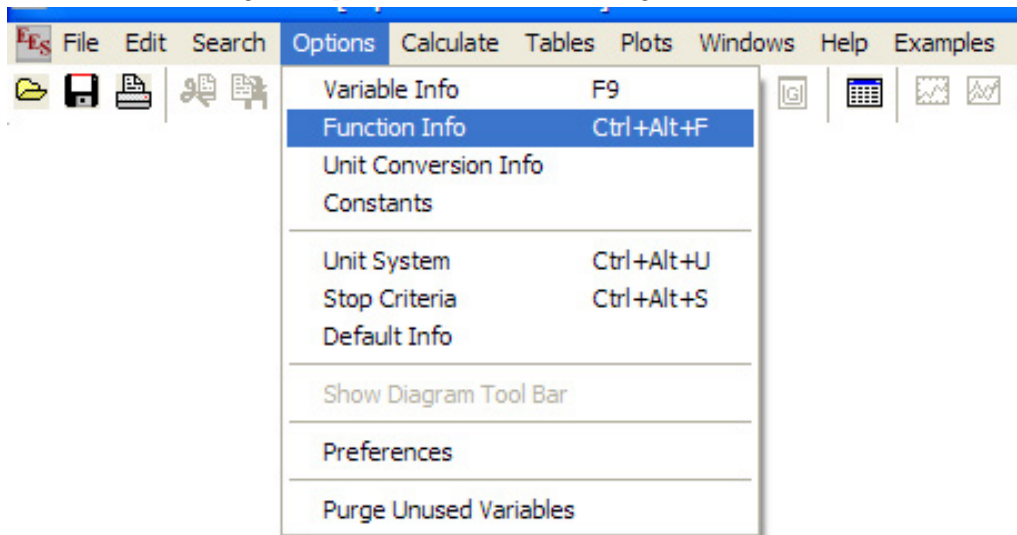 EES File Edit Search Options Calculate Tables Plots Windows Help Examples
Variable Info F9
Function Info Ctrl+Alt+F
Unit Conversion Info
Constants
Unit System Ctrl+Alt+U
Stop Criteria Ctrl+Alt+S
Default Info
Show Diagram Tool Bar
Preferences
Purge Unused Variables